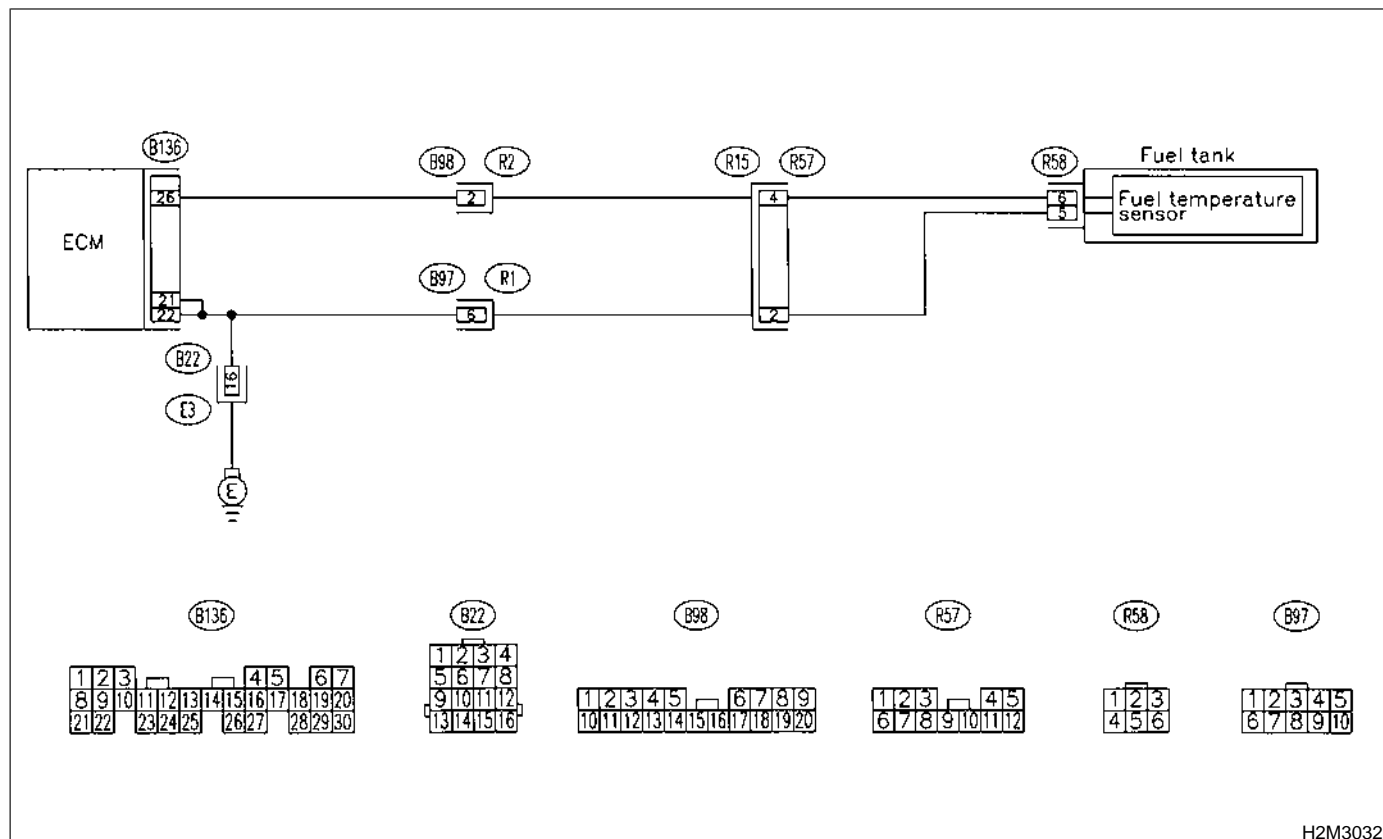 B136
B98 R2
R15 R57
R58
Fuel tank
26
2
4
6
5
Fuel temperature
sensor
ECM
B97 R1
21
22
6
2
B22
16
E3
E
B136
B22
B98
R57
R58
B97
1 2 3 4 5 6 7
8 9 10 11 12 13 14 15 16 17 18 19 20
21 22 23 24 25 26 27 28 29 30
1 2 3 4
5 6 7 8
9 10 11 12
13 14 15 16
1 2 3 4 5 6 7 8 9
10 11 12 13 14 15 16 17 18 19 20
1 2 3 4 5
6 7 8 9 10 11 12
1 2 3
4 5 6
1 2 3 4 5
6 7 8 9 10
H2M3032